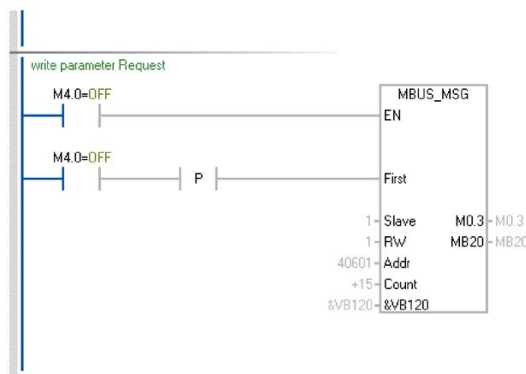 write parameter Request
M4.0=OFF
MBUS_MSG
EN
M4.0=OFF
P
First
1 Slave M0.3 M0.3
1 RW MB20 MB20
40601 Addr
+15 Count
&VB120 &VB120